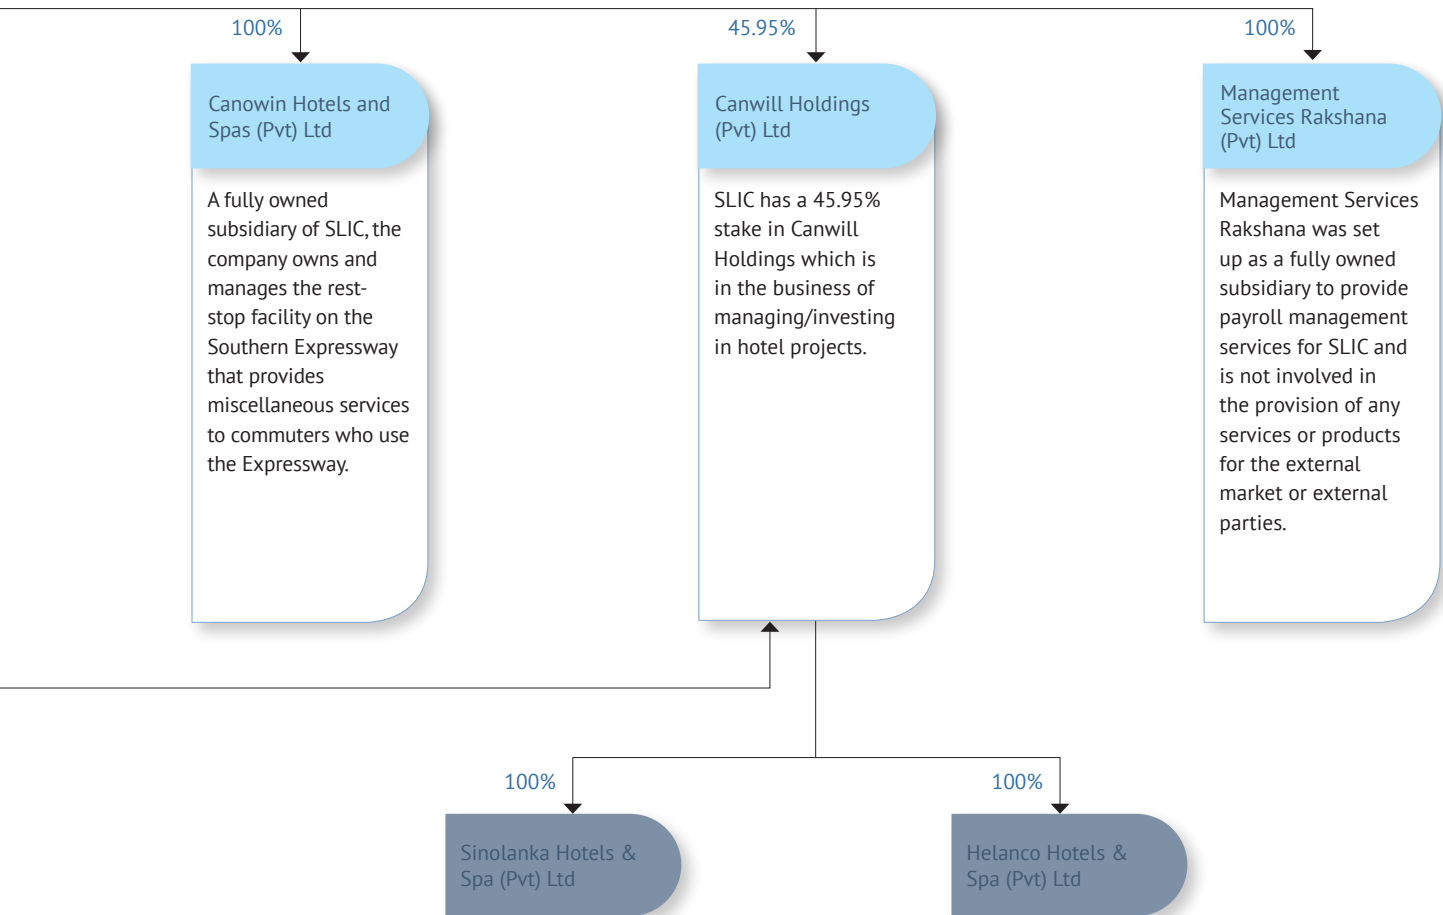 100%
Canowin Hotels and
Spas (Pvt) Ltd
A fully owned
subsidiary of SLIC, the
company owns and
manages the rest-
stop facility on the
Southern Expressway
that provides
miscellaneous services
to commuters who use
the Expressway.
45.95%
Canwill Holdings
(Pvt) Ltd
SLIC has a 45.95%
stake in Canwill
Holdings which is
in the business of
managing/investing
in hotel projects.
100%
Management
Services Rakshana
(Pvt) Ltd
Management Services
Rakshana was set
up as a fully owned
subsidiary to provide
payroll management
services for SLIC and
is not involved in
the provision of any
services or products
for the external
market or external
parties.
100%
Sinolanka Hotels &
Spa (Pvt) Ltd
100%
Helanco Hotels &
Spa (Pvt) Ltd